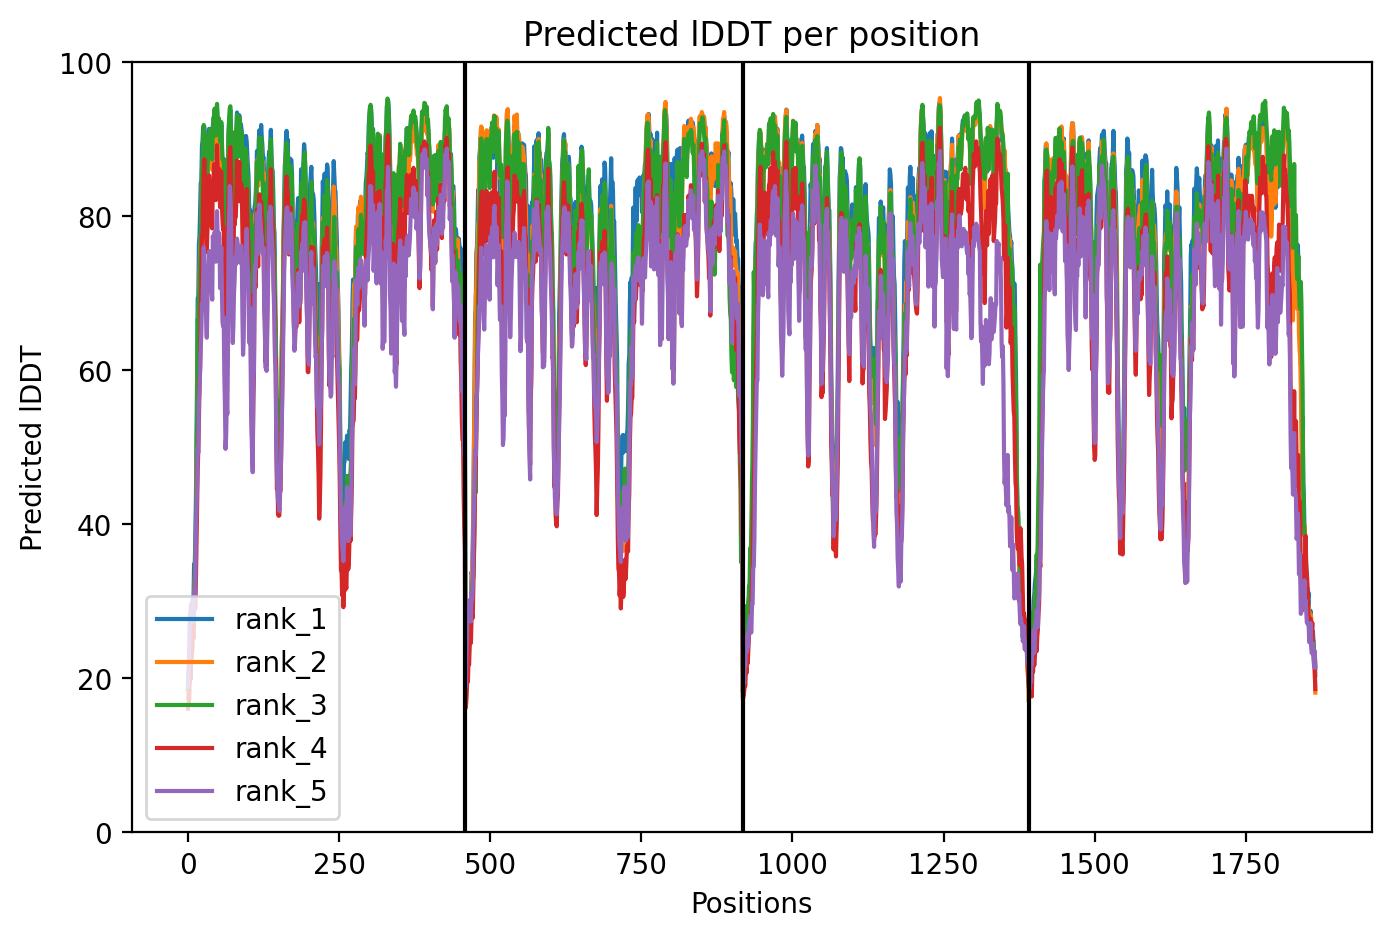 Predicted lDDT per position
Predicted lDDT
100
80
60
40
20
0
rank_1
rank_2
rank_3
rank_4
rank_5
0 250 500 750 1000 1250 1500 1750
Positions